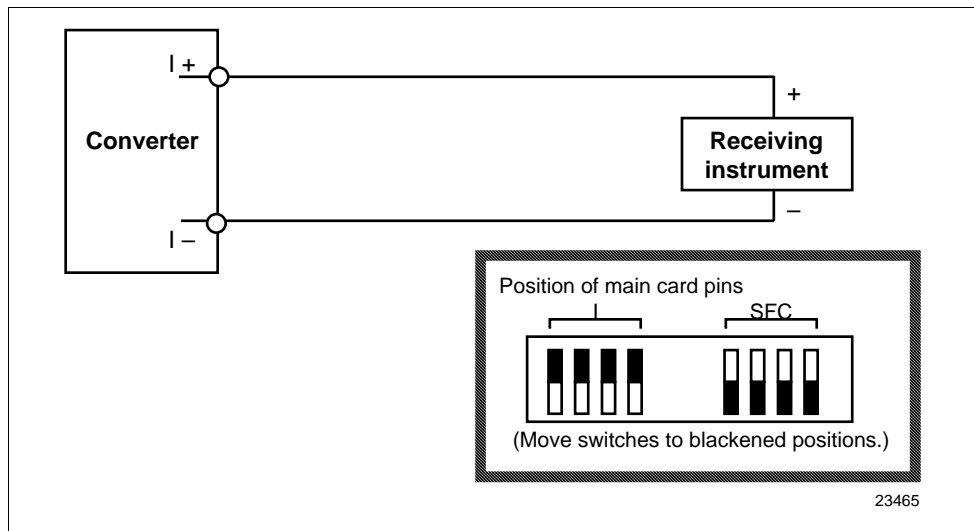 I +
Converter
I –
+
Receiving
instrument
–
Position of main card pins
I SFC
(Move switches to blackened positions.)
23465